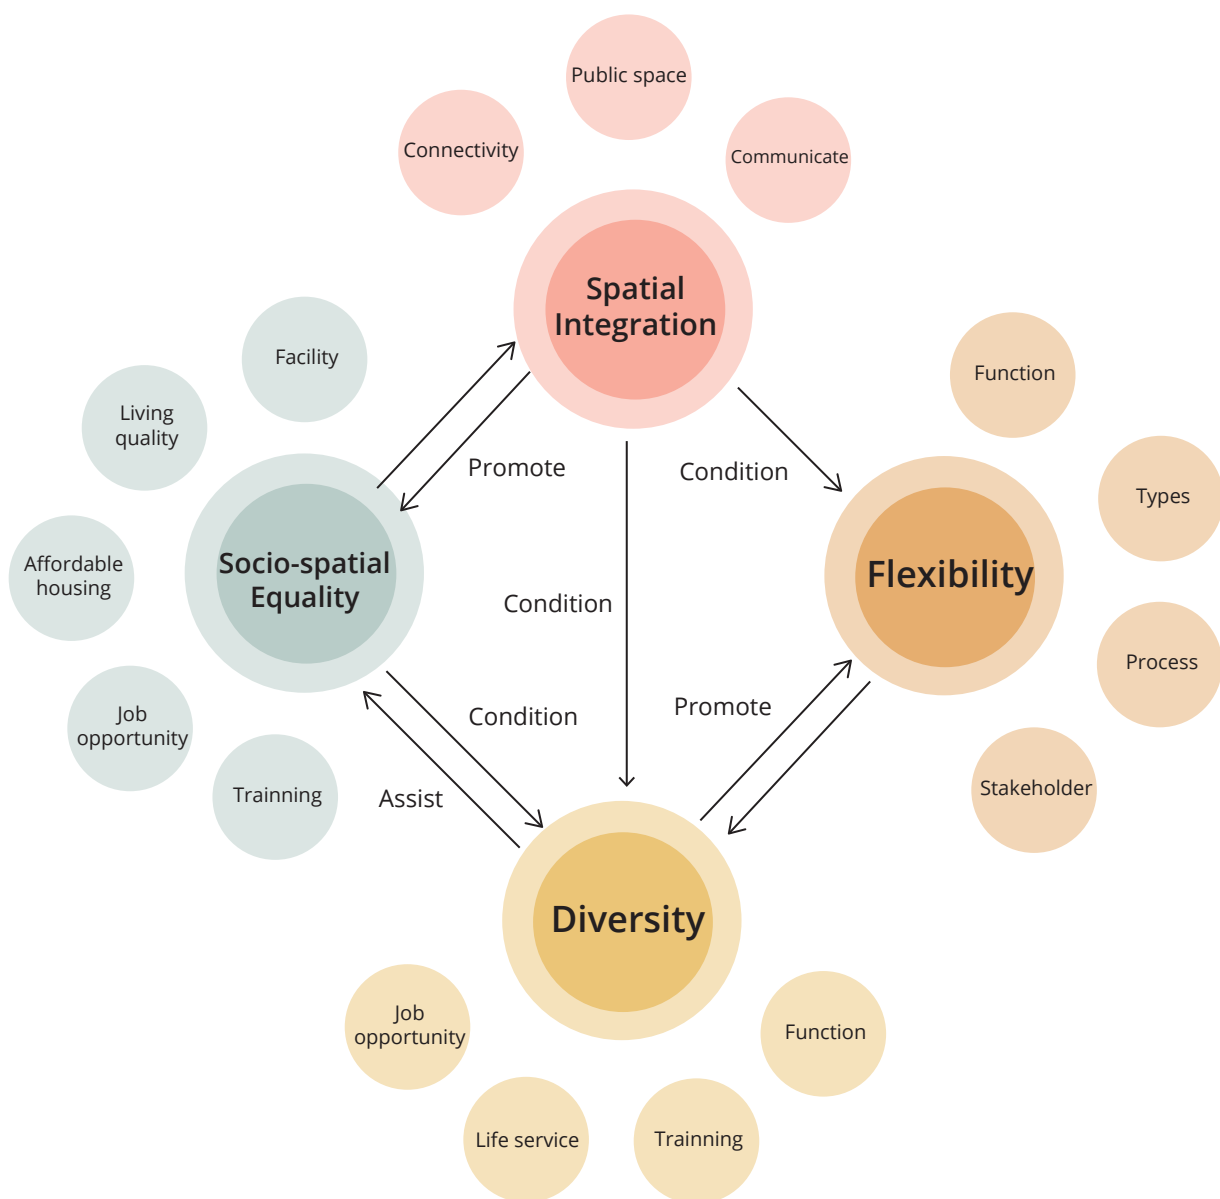 Public space
Connectivity
Communicate
Spatial
Integration
Facility
Function
Living
quality
Promote
Condition
Types
Affordable
housing
Socio-spatial
Equality
Flexibility
Condition
Process
Job
opportunity
Condition
Promote
Trainning
Assist
Stakeholder
Diversity
Job
opportunity
Function
Life service
Trainning